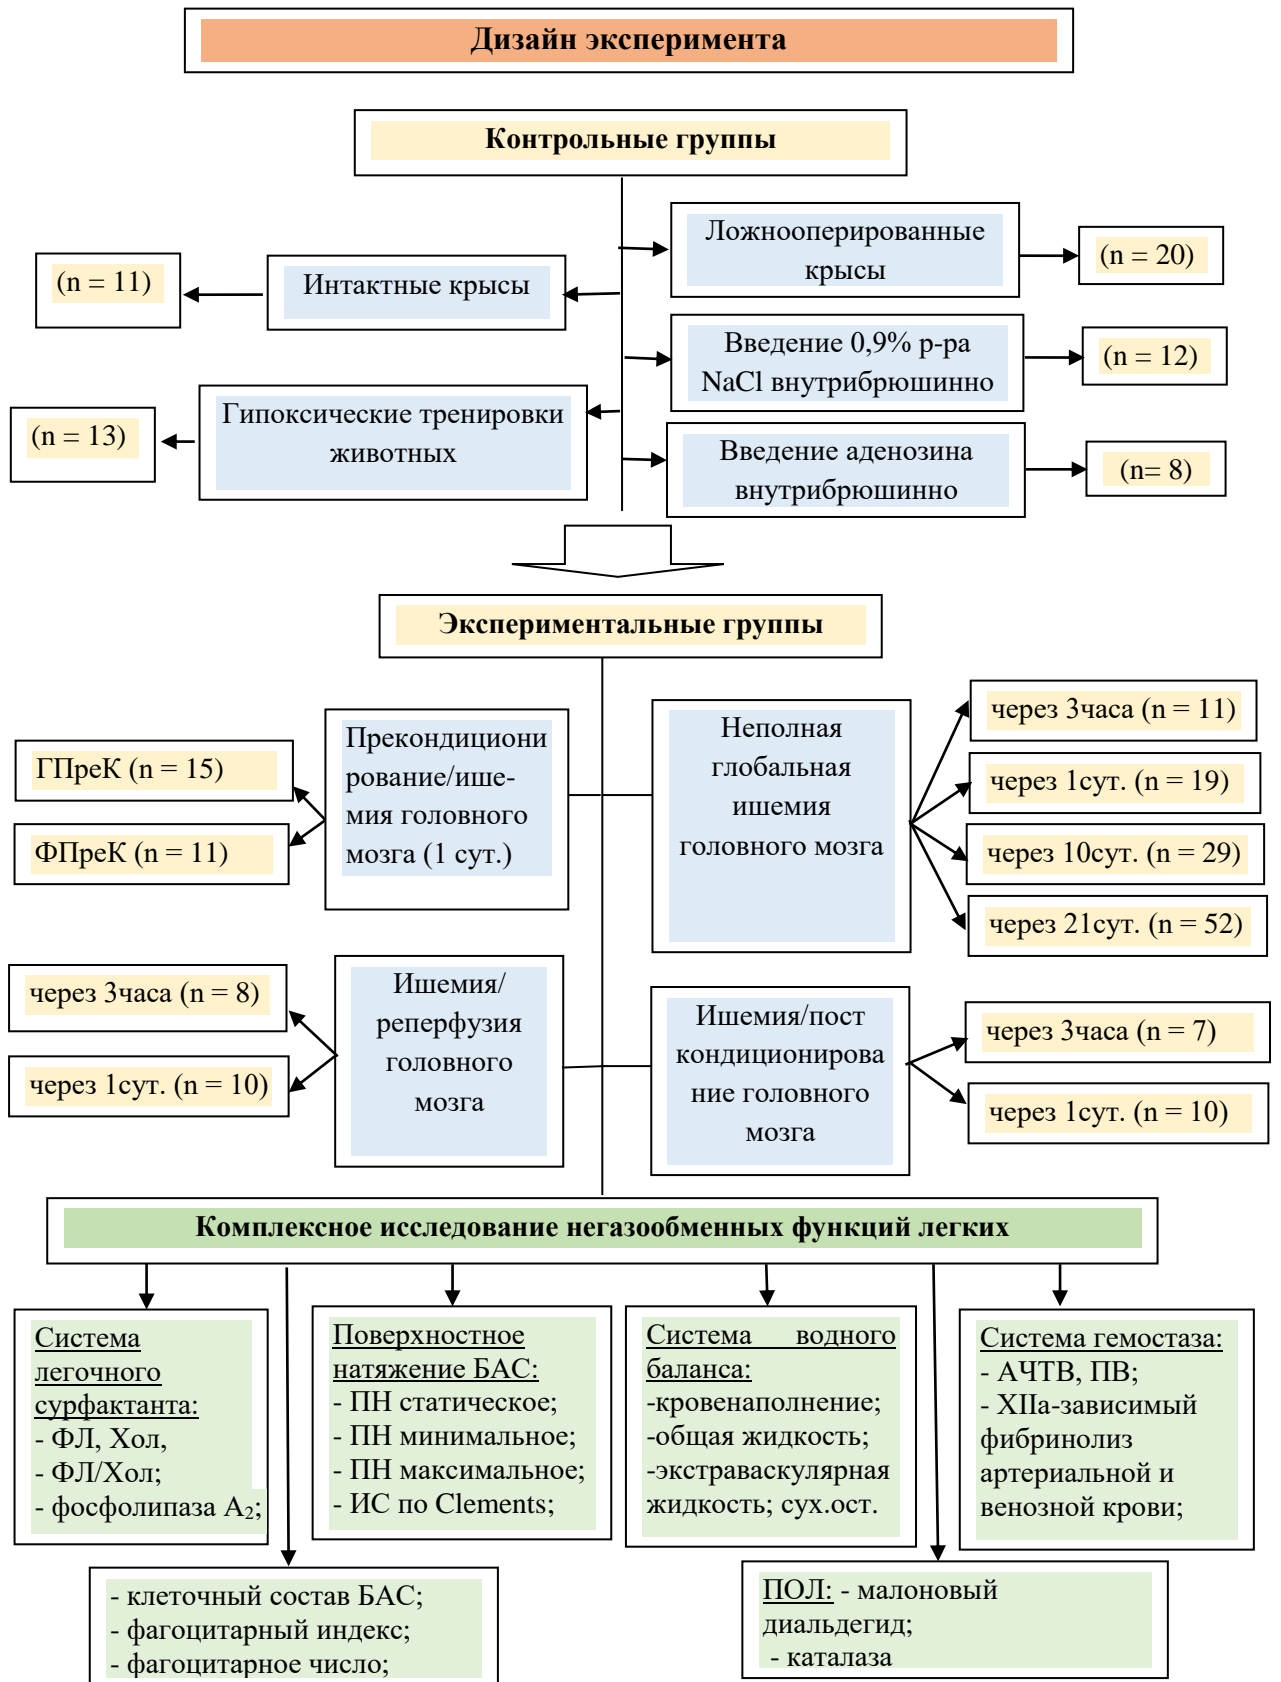 Дизайн эксперимента
Контрольные группы
Ложнооперированные
крысы
(n = 20)
(n = 11)
Интактные крысы
Введение 0,9% р-ра
NaCl внутрибрюшинно
(n = 12)
Гипоксические тренировки
животных
(n = 13)
Введение аденозина
внутрибрюшинно
(n= 8)
Экспериментальные группы
Прекондициони
рование/ише-
мия головного
мозга (1 сут.)
ГПреК (n = 15)
ФПреК (n = 11)
Неполная
глобальная
ишемия
головного мозга
через 3часа (n = 11)
через 1сут. (n = 19)
через 10сут. (n = 29)
через 21сут. (n = 52)
Ишемия/
реперфузия
головного
мозга
через 3часа (n = 8)
через 1сут. (n = 10)
Ишемия/пост
кондиционирова
ние головного
мозга
через 3часа (n = 7)
через 1сут. (n = 10)
Комплексное исследование негазообменных функций легких
Система
легочного
сурфактанта:
- ФЛ, Хол,
- ФЛ/Хол;
- фосфолипаза А₂;
Поверхностное
натяжение БАС:
- ПН статическое;
- ПН минимальное;
- ПН максимальное;
- ИС по Clements;
Система водного
баланса:
-кровенаполнение;
-общая жидкость;
-экстраваскулярная
жидкость; сух.ост.
Система гемостаза:
- АЧТВ, ПВ;
- XIIа-зависимый
фибринолиз
артериальной и
венозной крови;
- клеточный состав БАС;
- фагоцитарный индекс;
- фагоцитарное число;
ПОЛ: - малоновый
диальдегид;
- каталаза